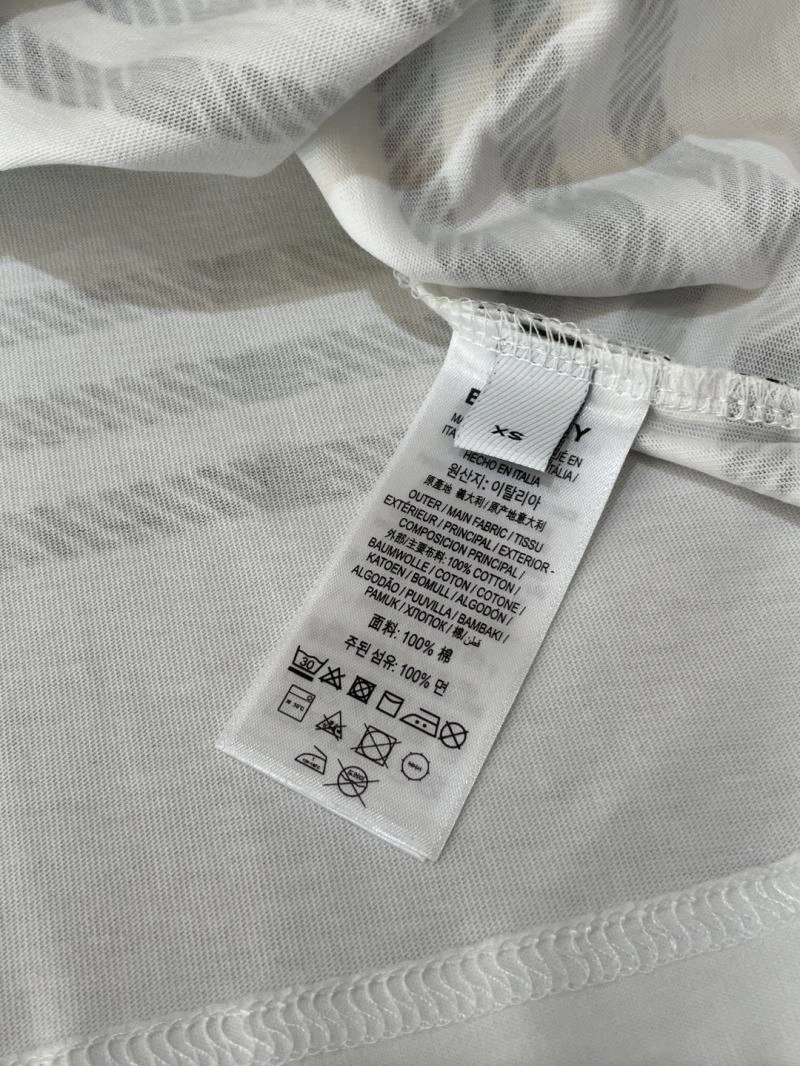 XS
HECHO EN ITALIA
원산지: 이탈리아
原產地 義大利 / 原产地意大利
OUTER / MAIN FABRIC / TISSU
EXTÉRIEUR / PRINCIPAL / EXTERIOR -
COMPOSICION PRINCIPAL /
外部/主要布料: 100% COTTON /
BAUMWOLLE / COTON / COTONE /
KATOEN / BOMULL / ALGODÓN /
ALGODÃO / PUUVILLA / BAMBAKI /
PAMUK / ХЛОПОК / 棉/ قطن /
面料: 100% 棉
주된 섬유: 100% 면
30